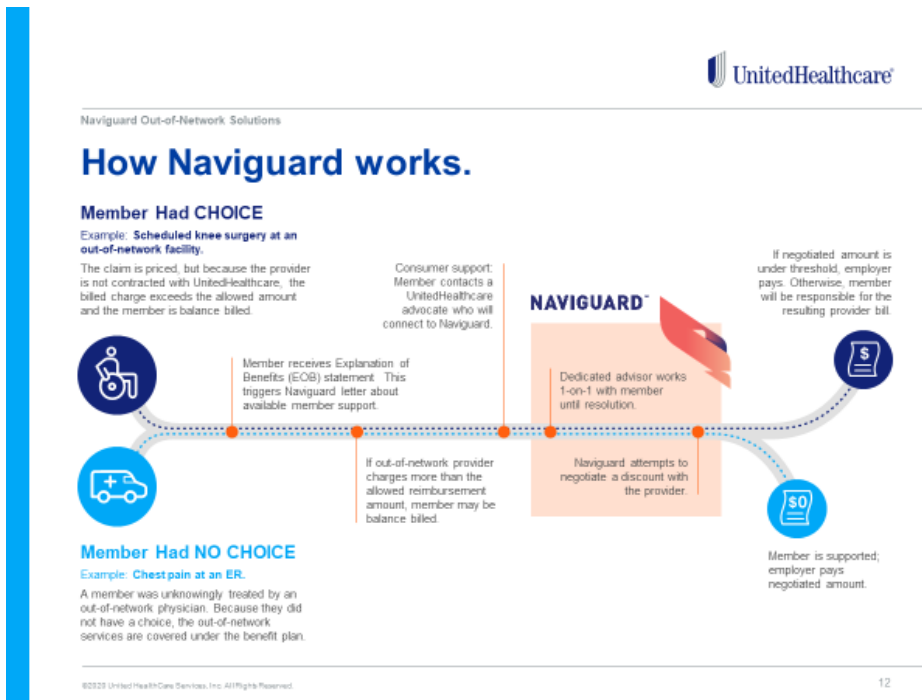 UnitedHealthcare®
Naviguard Out-of-Network Solutions
How Naviguard works.
Member Had CHOICE
Example: Scheduled knee surgery at an
out-of-network facility.
The claim is priced, but because the provider
is not contracted with UnitedHealthcare, the
billed charge exceeds the allowed amount
and the member is balance billed.
Member receives Explanation of
Benefits (EOB) statement This
triggers Naviguard letter about
available member support.
If out-of-network provider
charges more than the
allowed reimbursement
amount, member may be
balance billed.
Consumer support:
Member contacts a
UnitedHealthcare
advocate who will
connect to Naviguard.
NAVIGUARD™
Dedicated advisor works
1-on-1 with member
until resolution.
Naviguard attempts to
negotiate a discount with
the provider.
If negotiated amount is
under threshold, employer
pays. Otherwise, member
will be responsible for the
resulting provider bill.
$
$0
Member is supported;
employer pays
negotiated amount.
Member Had NO CHOICE
Example: Chest pain at an ER.
A member was unknowingly treated by an
out-of-network physician. Because they did
not have a choice, the out-of-network
services are covered under the benefit plan.
©2020 United HealthCare Services, Inc. All Rights Reserved.
12